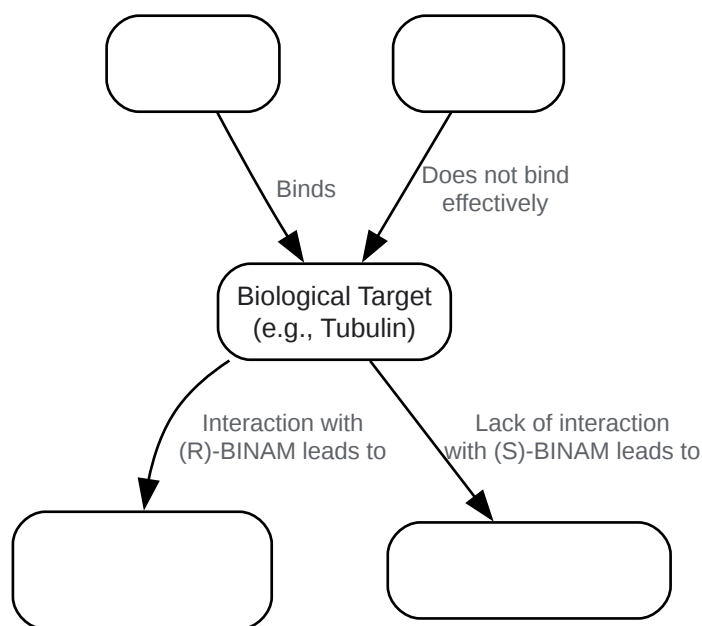 Binds
Does not bind
effectively
Biological Target
(e.g., Tubulin)
Interaction with
(R)-BINAM leads to
Lack of interaction
with (S)-BINAM leads to